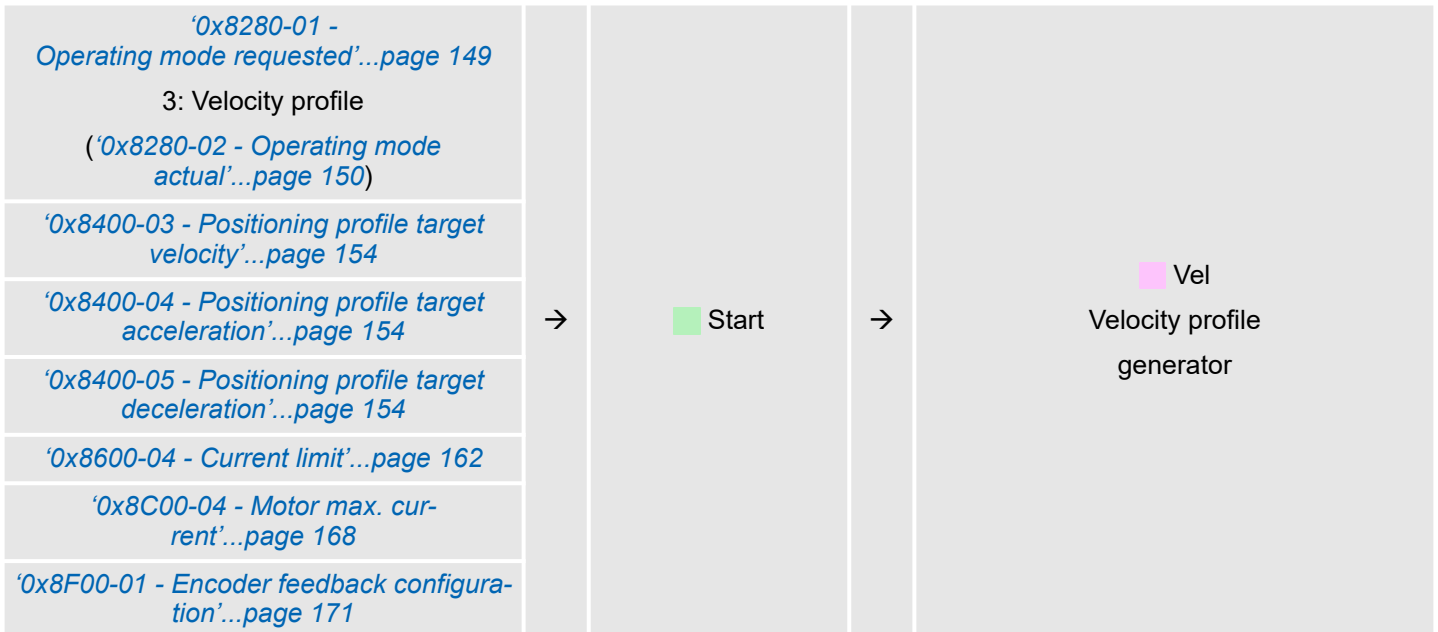 ‘0x8280-01 -
Operating mode requested’...page 149
3: Velocity profile
(‘0x8280-02 - Operating mode
actual’...page 150)
‘0x8400-03 - Positioning profile target
velocity’...page 154
‘0x8400-04 - Positioning profile target
acceleration’...page 154
‘0x8400-05 - Positioning profile target
deceleration’...page 154
‘0x8600-04 - Current limit’...page 162
‘0x8C00-04 - Motor max. cur-
rent’...page 168
‘0x8F00-01 - Encoder feedback configura-
tion’...page 171
→
Start
→
Vel
Velocity profile
generator